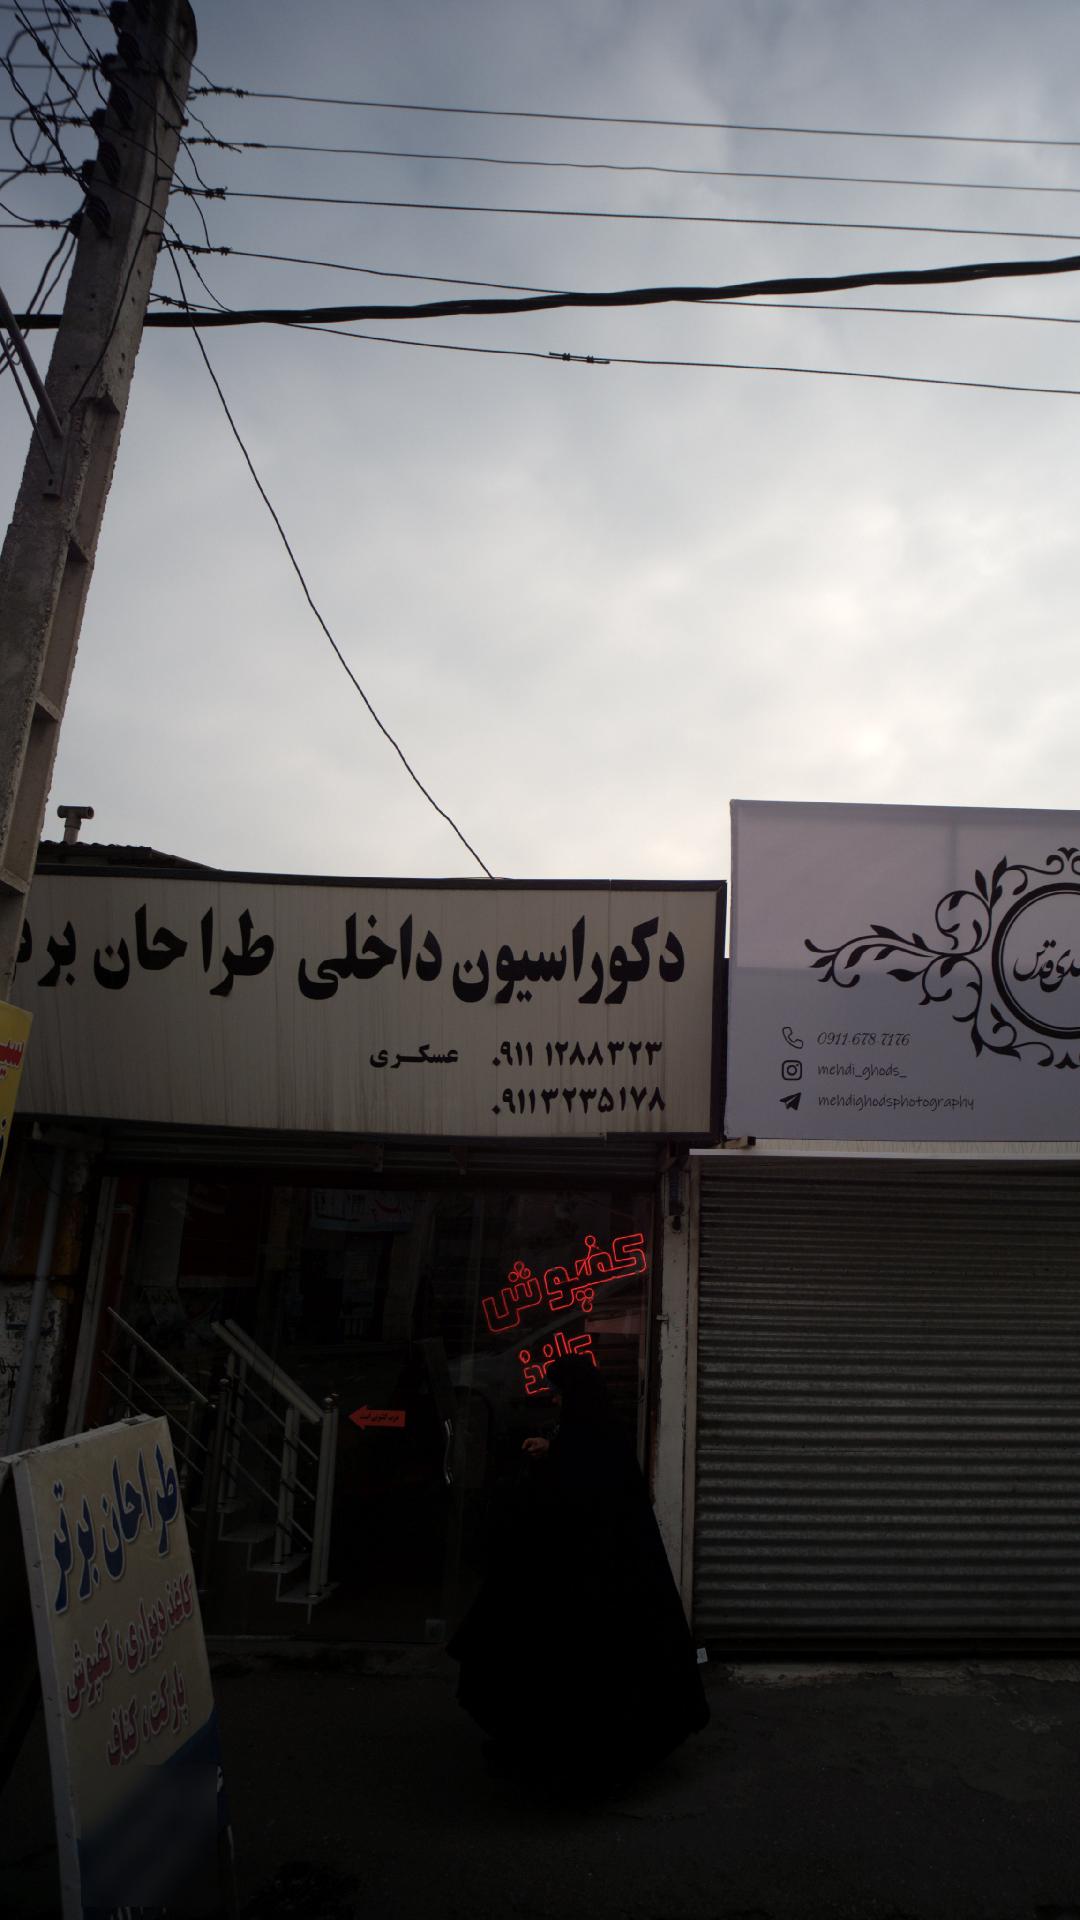 دکوراسیون داخلی طراحان بر
عسکری ۰۹۱۱ ۱۲۸۸۳۲۳
۰۹۱۱۳۲۳۵۱۷۸
0911-678-7176
mehdi_ghods_
mehdighodsphotography
کفپوش
کاغذ
طراحان برتر
کاغذ دیواری، کفپوش
پارکت، کناف